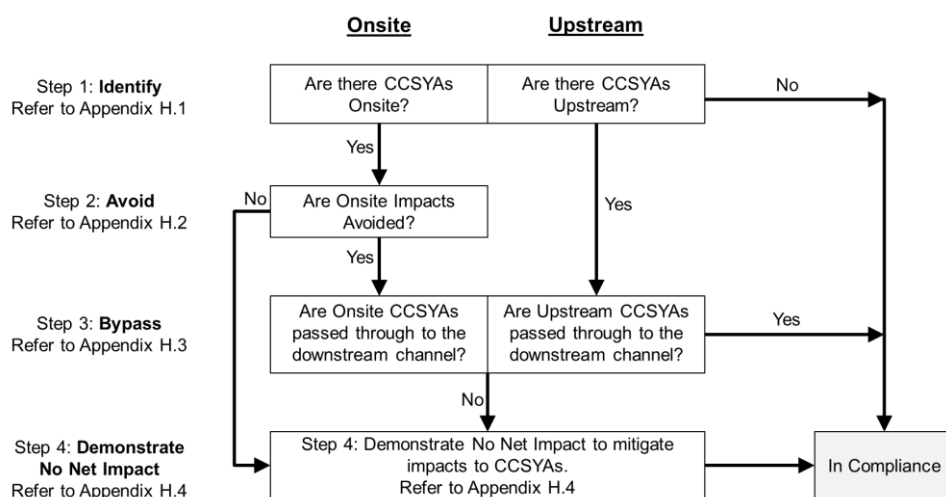 Onsite
Upstream
Step 1: Identify
Refer to Appendix H.1
Are there CCSYAs
Onsite?
Are there CCSYAs
Upstream?
No
Yes
Step 2: Avoid
Refer to Appendix H.2
No
Are Onsite Impacts
Avoided?
Yes
Yes
Step 3: Bypass
Refer to Appendix H.3
Are Onsite CCSYAs
passed through to the
downstream channel?
Are Upstream CCSYAs
passed through to the
downstream channel?
Yes
No
Step 4: Demonstrate
No Net Impact
Refer to Appendix H.4
Step 4: Demonstrate No Net Impact to mitigate
impacts to CCSYAs.
Refer to Appendix H.4
In Compliance